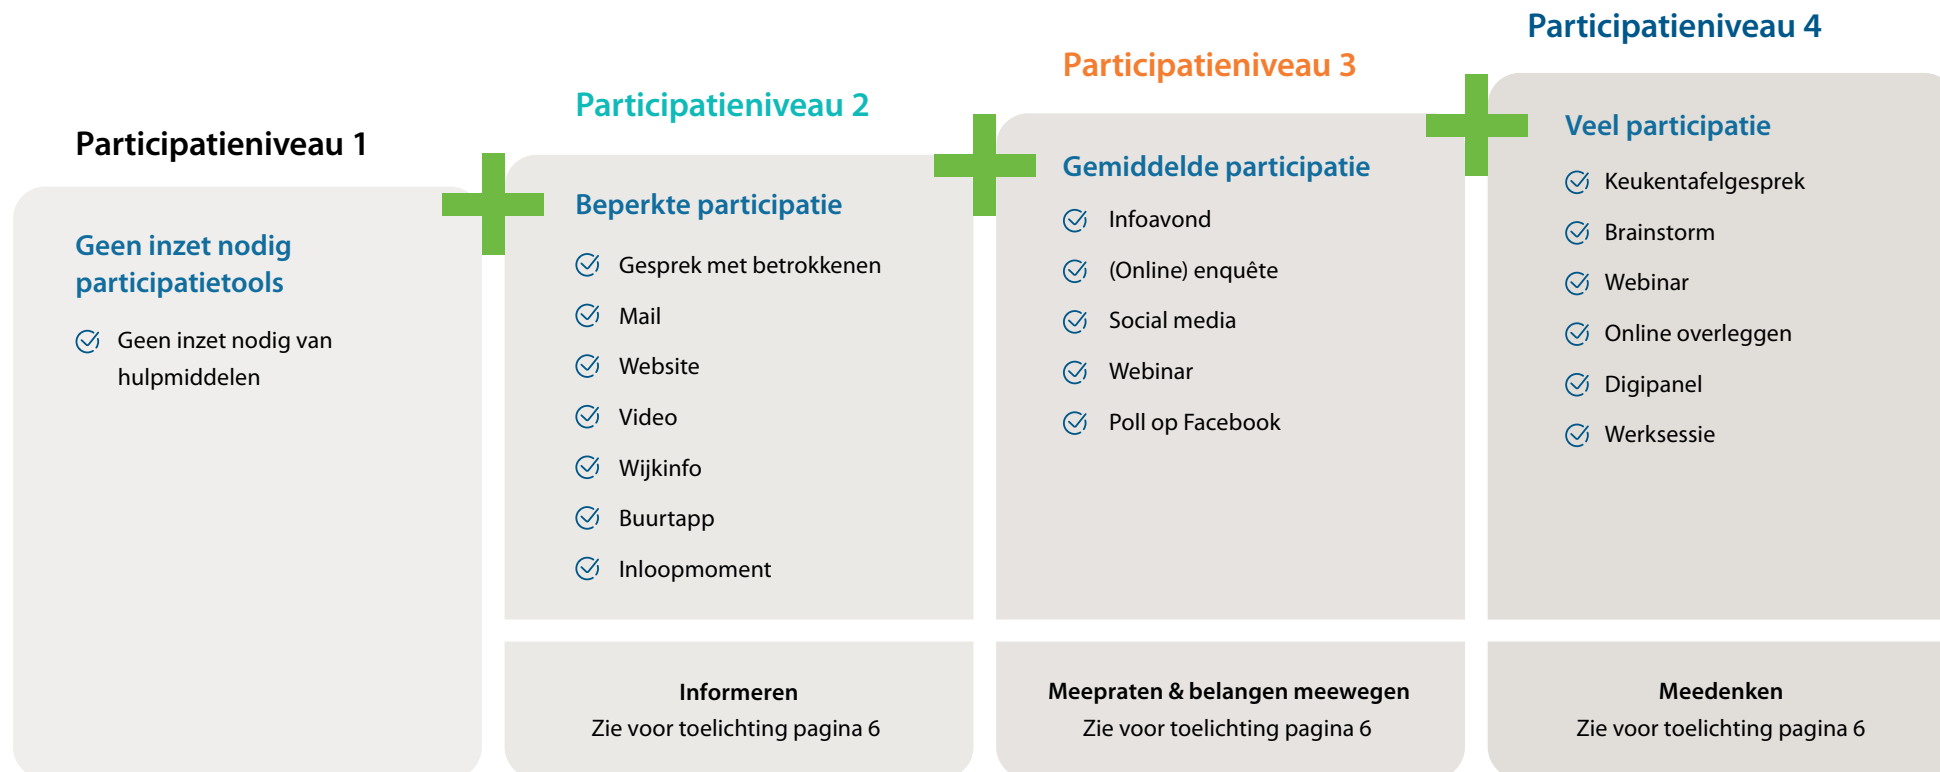 Participatieniveau 1
Geen inzet nodig
participatietools
Geen inzet nodig van
hulpmiddelen
Participatieniveau 2
Beperkte participatie
Gesprek met betrokkenen
Mail
Website
Video
Wijkinfo
Buurtapp
Inloopmoment
Informeren
Zie voor toelichting pagina 6
Participatieniveau 3
Gemiddelde participatie
Infoavond
(Online) enquête
Social media
Webinar
Poll op Facebook
Meepraten & belangen meewegen
Zie voor toelichting pagina 6
Participatieniveau 4
Veel participatie
Keukentafelgesprek
Brainstorm
Webinar
Online overleggen
Digipanel
Werksessie
Meedenken
Zie voor toelichting pagina 6